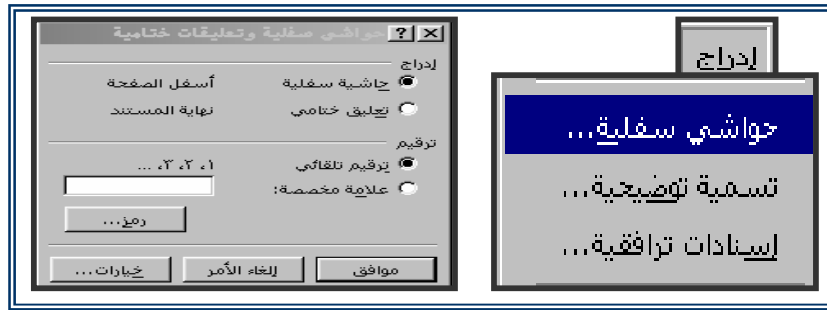 إدراج
حواشي سفلية...
تسمية توضيحية...
إسنادات ترافقية...
حواشي سفلية وتعليقات ختامية
إدراج
حاشية سفلية أسفل الصفحة
تعليق ختامي نهاية المستند
ترقيم
ترقيم تلقائي ١، ٢، ٣، ...
علامة مخصصة:
رمز...
موافق إلغاء الأمر خيارات...